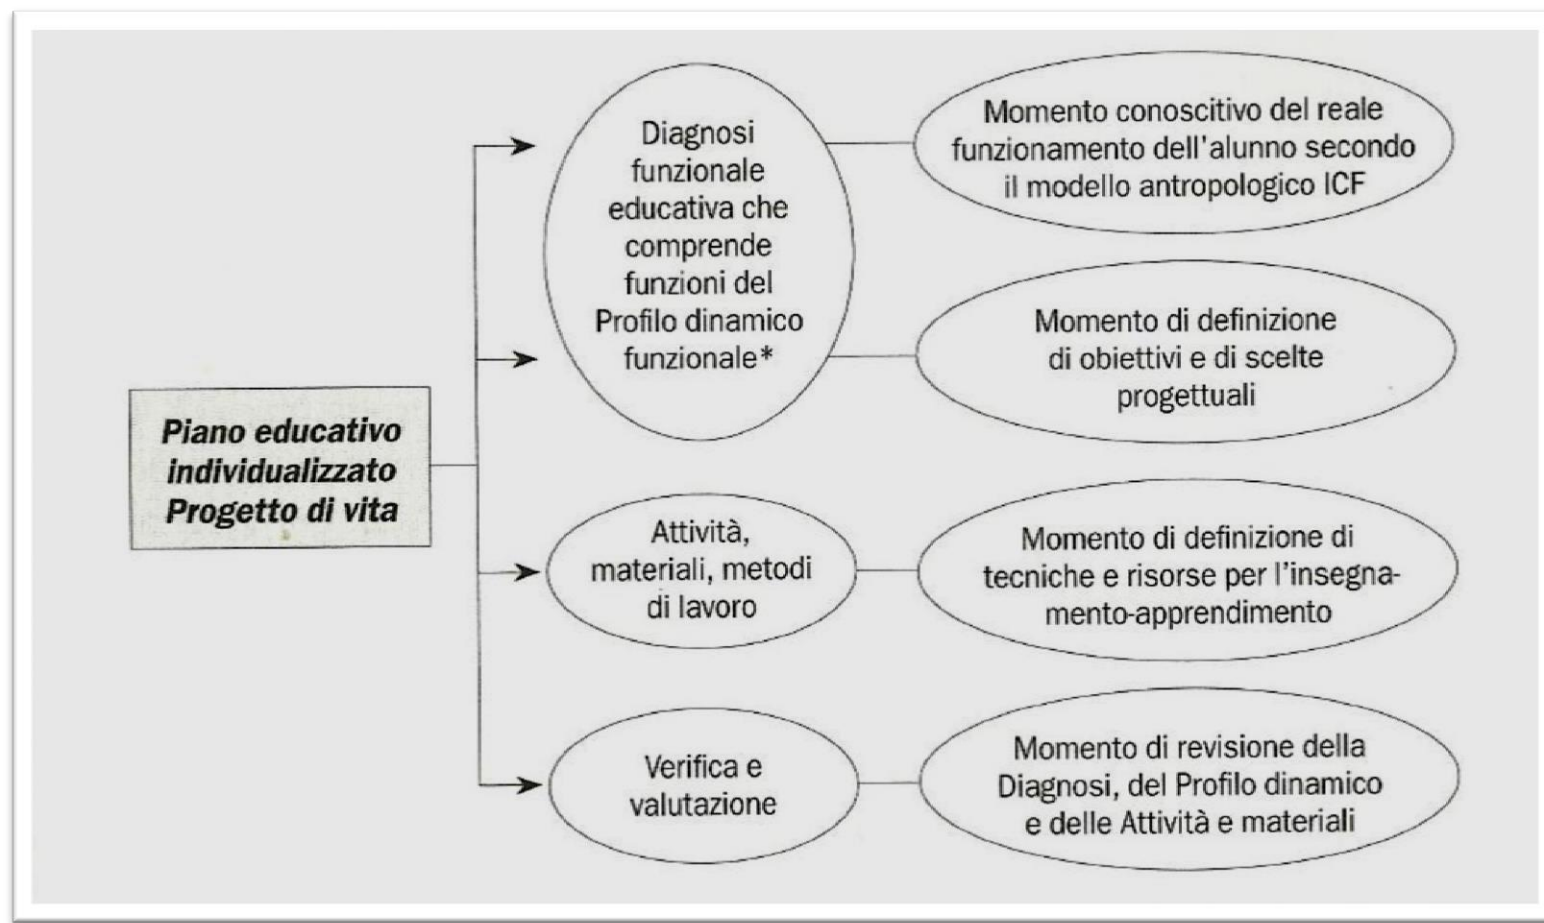 Piano educativo
individualizzato
Progetto di vita
Diagnosi
funzionale
educativa che
comprende
funzioni del
Profilo dinamico
funzionale*
Momento conoscitivo del reale
funzionamento dell'alunno secondo
il modello antropologico ICF
Momento di definizione
di obiettivi e di scelte
progettuali
Attività,
materiali, metodi
di lavoro
Momento di definizione di
tecniche e risorse per l'insegna-
mento-apprendimento
Verifica e
valutazione
Momento di revisione della
Diagnosi, del Profilo dinamico
e delle Attività e materiali